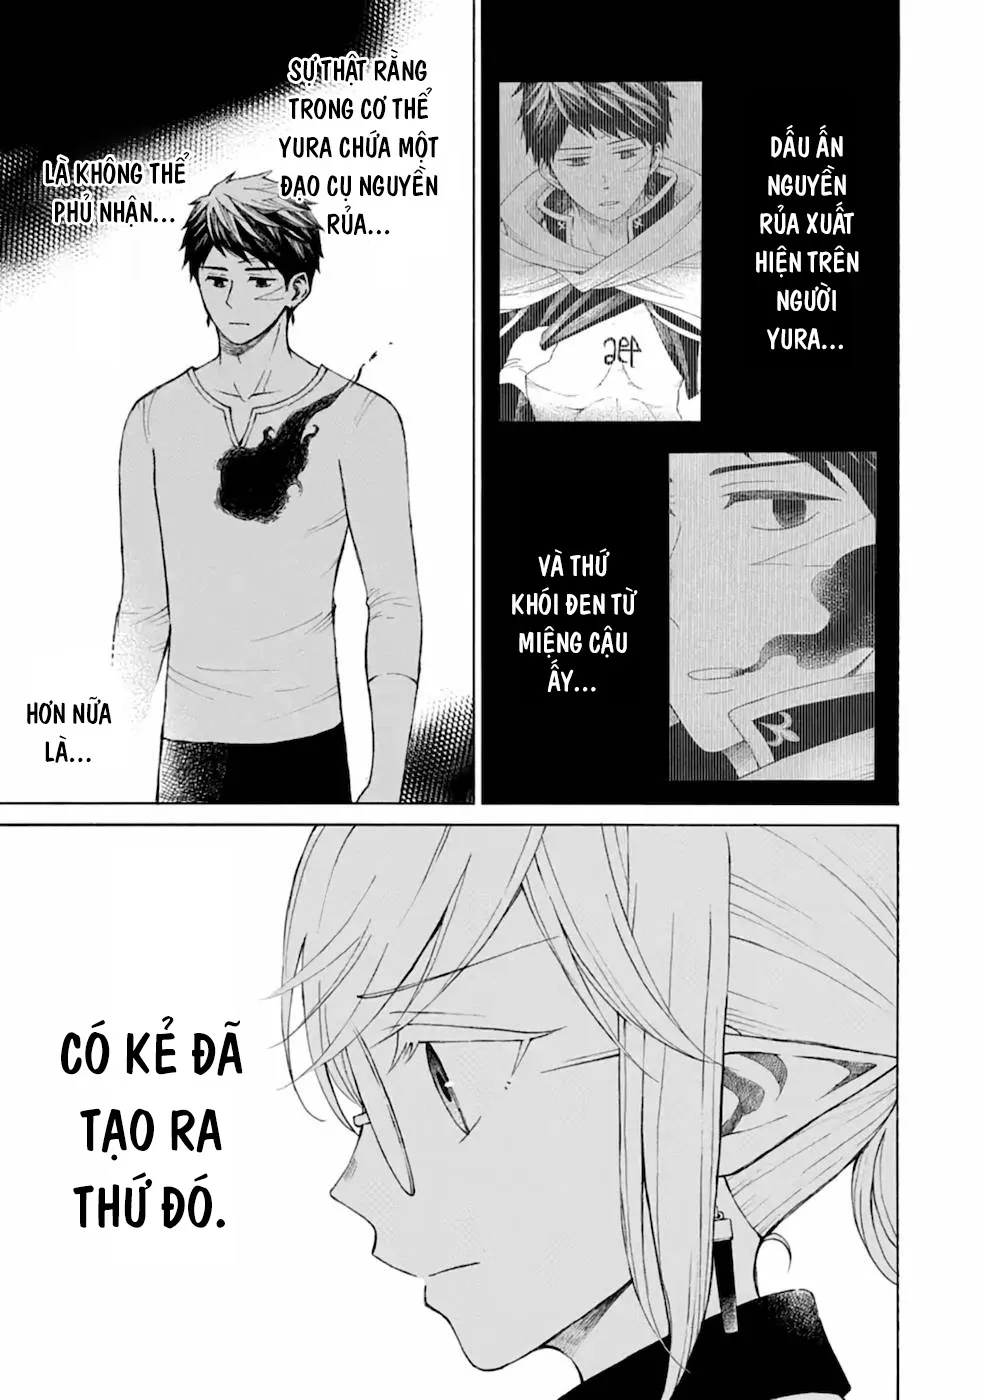 DẤU ẤN
NGUYỀN
RỦA XUẤT
HIỆN TRÊN
NGƯỜI
YURA...
VÀ THỨ
KHÓI ĐEN TỪ
MIỆNG CẬU
ẤY...
SỰ THẬT RẰNG
TRONG CƠ THỂ
YURA CHỨA MỘT
ĐẠO CỤ NGUYỀN
RỦA...
LÀ KHÔNG THỂ
PHỦ NHẬN...
HƠN NỮA
LÀ...
CÓ KẺ ĐÃ
TẠO RA
THỨ ĐÓ.